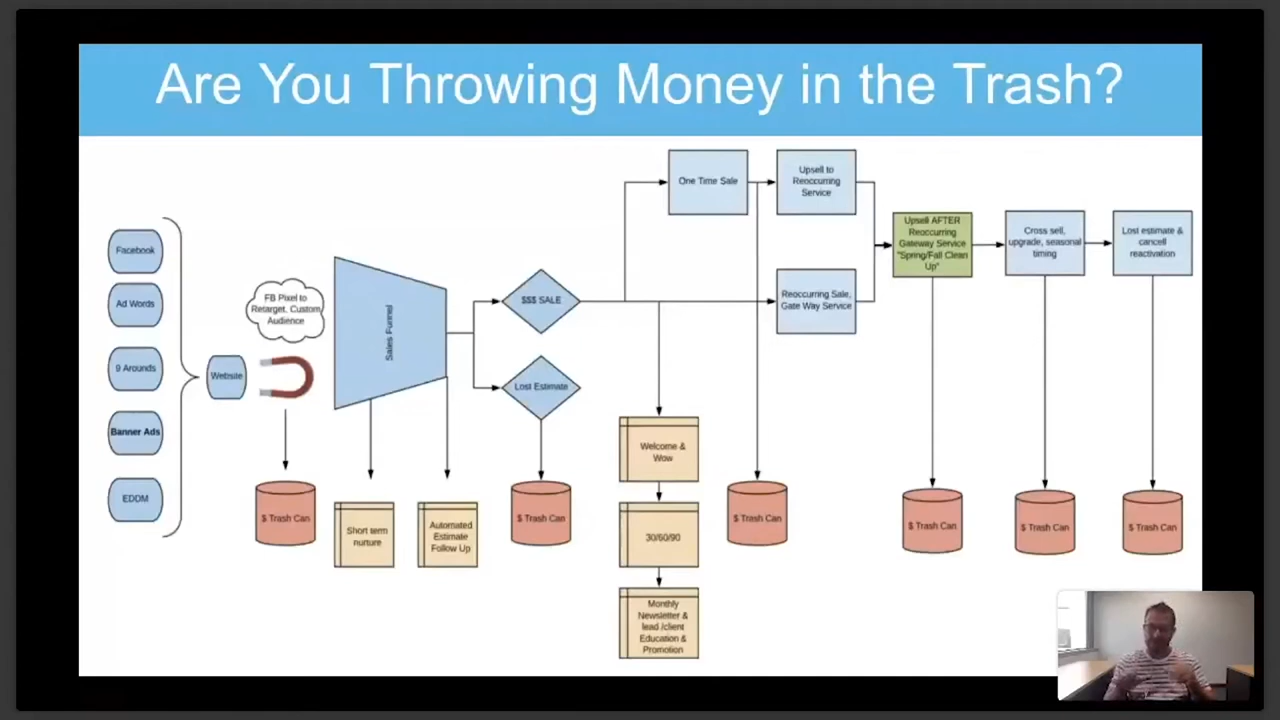 Are You Throwing Money in the Trash?
Facebook
Ad Words
9 Arounds
Banner Ads
EDDM
Website
FB Pixel to
Retarget, Custom
Audience
$ Trash Can
Sales Funnel
Short term
nurture
Automated
Estimate
Follow Up
$$$ SALE
Lost Estimate
$ Trash Can
One Time Sale
Upsell to
Reoccurring
Service
Reoccurring Sale,
Gate Way Service
Welcome &
Wow
30/60/90
Monthly
Newsletter &
lead /client
Education &
Promotion
$ Trash Can
Upsell AFTER
Reoccurring
Gateway Service
"Spring/Fall Clean
Up"
Cross sell,
upgrade, seasonal
timing
Lost estimate &
cancell
reactivation
$ Trash Can
$ Trash Can
$ Trash Can